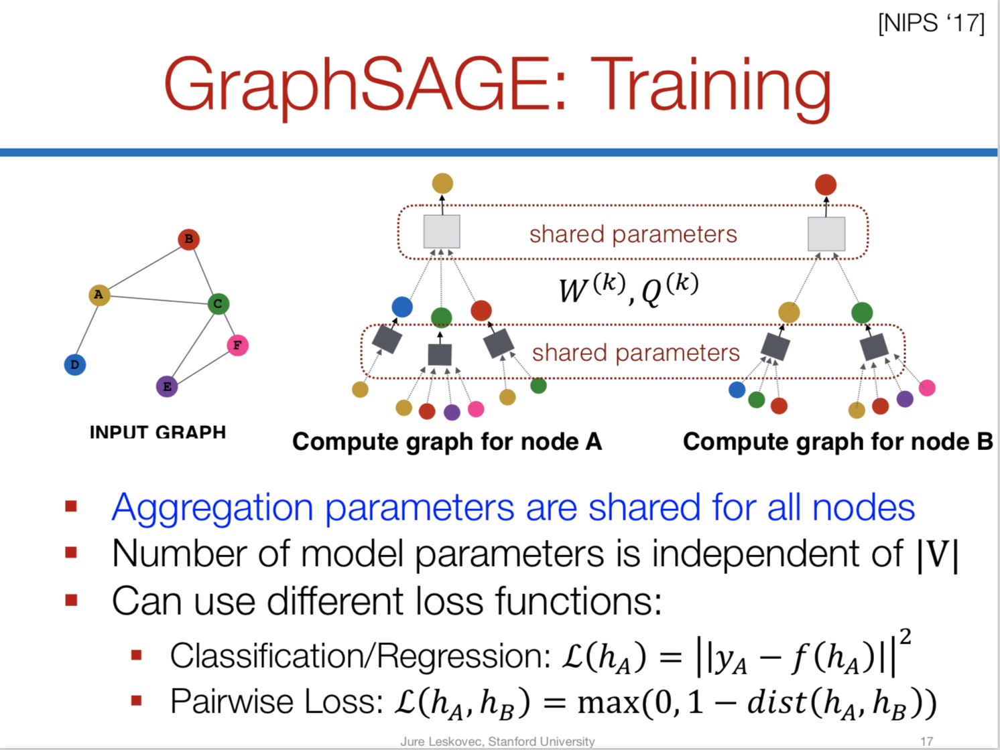 [NIPS ‘17]
GraphSAGE: Training
B
A
C
F
D
E
INPUT GRAPH
shared parameters
W^(k), Q^(k)
shared parameters
Compute graph for node A
Compute graph for node B
▪ Aggregation parameters are shared for all nodes
▪ Number of model parameters is independent of |V|
▪ Can use different loss functions:
▪ Classification/Regression: ℒ(h_A) = ||y_A − f(h_A)||^2
▪ Pairwise Loss: ℒ(h_A, h_B) = max(0, 1 − dist(h_A, h_B))
Jure Leskovec, Stanford University
17